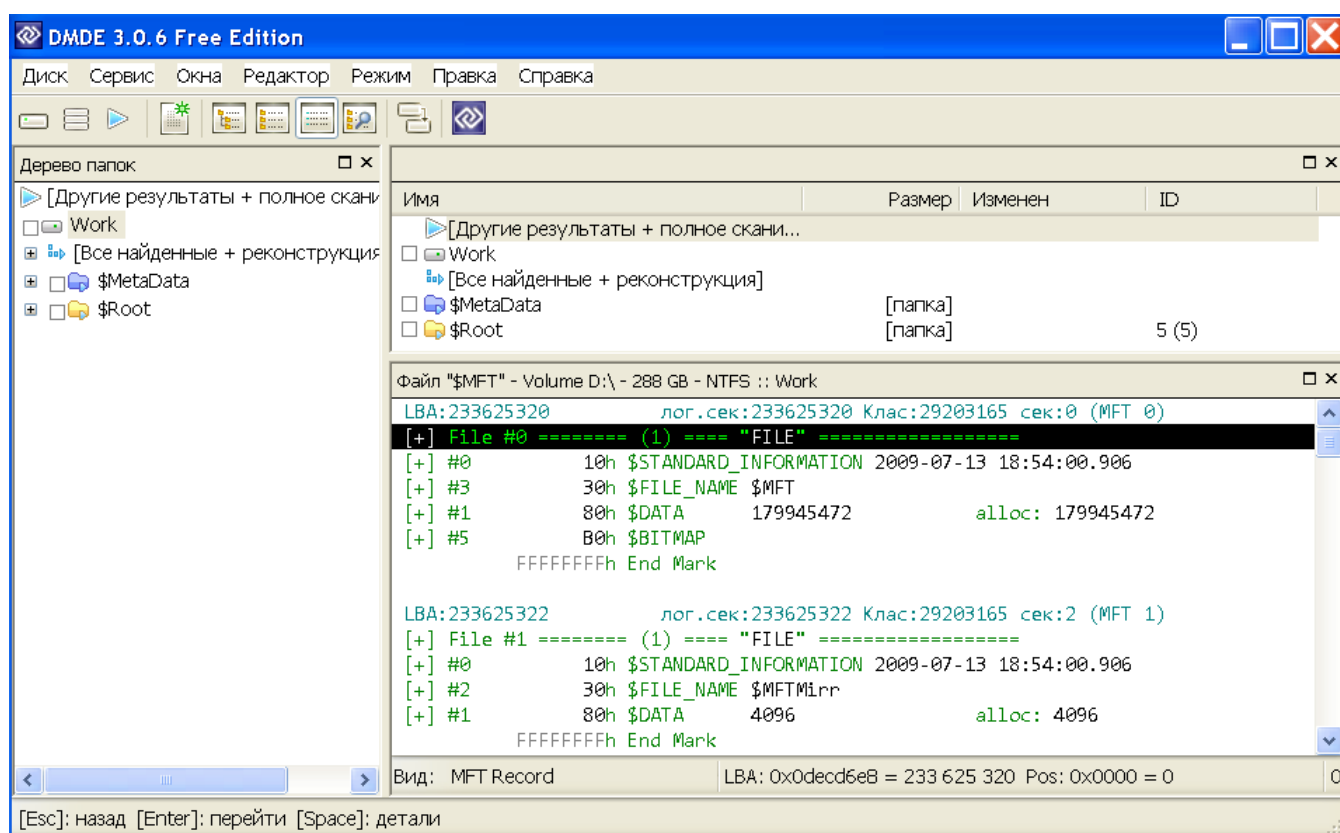 DMDE 3.0.6 Free Edition
Диск Сервис Окна Редактор Режим Правка Справка
Дерево папок
[Другие результаты + полное скани
Work
[Все найденные + реконструкция
$MetaData
$Root
Имя Размер Изменен ID
[Другие результаты + полное скани...
Work
[Все найденные + реконструкция]
$MetaData [папка]
$Root [папка] 5 (5)
Файл "$MFT" - Volume D:\ - 288 GB - NTFS :: Work
LBA:233625320 лог.сек:233625320 Клас:29203165 сек:0 (MFT 0)
[+] File #0 ======== (1) ==== "FILE" ==================
[+] #0 10h $STANDARD_INFORMATION 2009-07-13 18:54:00.906
[+] #3 30h $FILE_NAME $MFT
[+] #1 80h $DATA 179945472 alloc: 179945472
[+] #5 B0h $BITMAP
FFFFFFFFh End Mark
LBA:233625322 лог.сек:233625322 Клас:29203165 сек:2 (MFT 1)
[+] File #1 ======== (1) ==== "FILE" ==================
[+] #0 10h $STANDARD_INFORMATION 2009-07-13 18:54:00.906
[+] #2 30h $FILE_NAME $MFTMirr
[+] #1 80h $DATA 4096 alloc: 4096
FFFFFFFFh End Mark
Вид: MFT Record LBA: 0x0decd6e8 = 233 625 320 Pos: 0x0000 = 0 0
[Esc]: назад [Enter]: перейти [Space]: детали